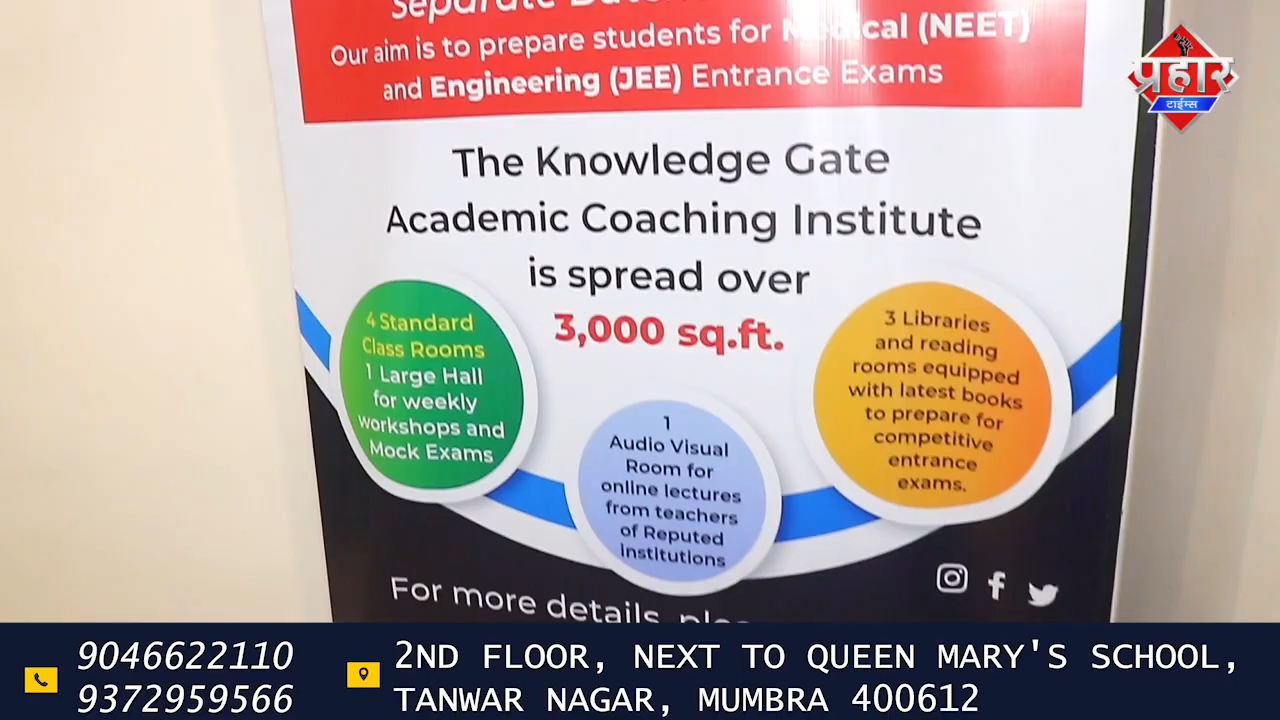 Separate
Our aim is to prepare students for Medical (NEET)
and Engineering (JEE) Entrance Exams
The Knowledge Gate
Academic Coaching Institute
is spread over
3,000 sq.ft.
4 Standard
Class Rooms
1 Large Hall
for weekly
workshops and
Mock Exams
1
Audio Visual
Room for
online lectures
from teachers
of Reputed
Institutions
3 Libraries
and reading
rooms equipped
with latest books
to prepare for
competitive
entrance
exams.
For more details,
प्रहार
टाईम्स
9046622110
9372959566
2ND FLOOR, NEXT TO QUEEN MARY'S SCHOOL,
TANWAR NAGAR, MUMBRA 400612